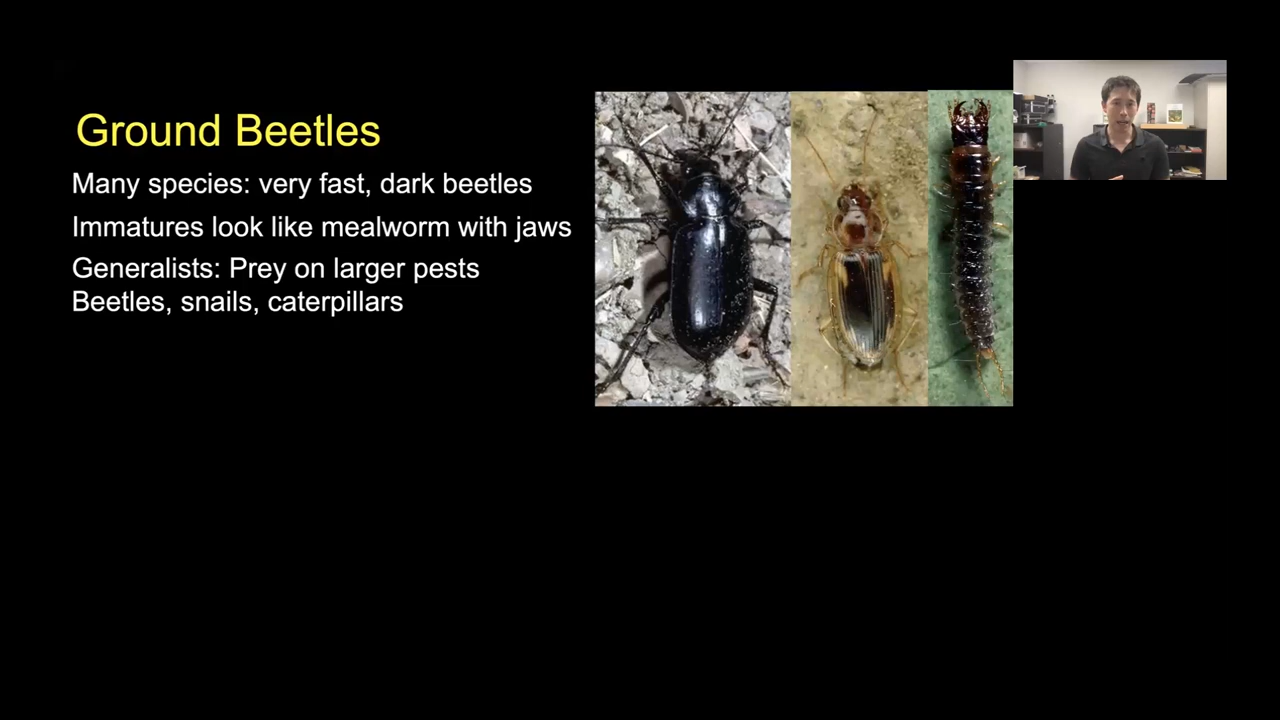 Ground Beetles
Many species: very fast, dark beetles
Immatures look like mealworm with jaws
Generalists: Prey on larger pests
Beetles, snails, caterpillars